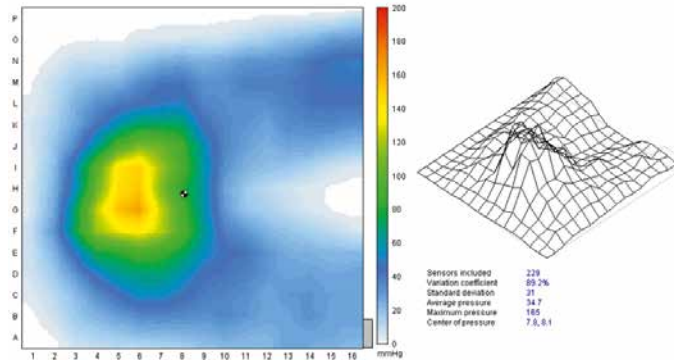 P
O
N
M
L
K
J
I
H
G
F
E
D
C
B
A
1 2 3 4 5 6 7 8 9 10 11 12 13 14 15 16
200
180
160
140
120
100
80
60
40
20
0
mmHg
Sensors included 229
Variation coefficient 89.2%
Standard deviation 31
Average pressure 34.7
Maximum pressure 165
Center of pressure 7.9, 8.1